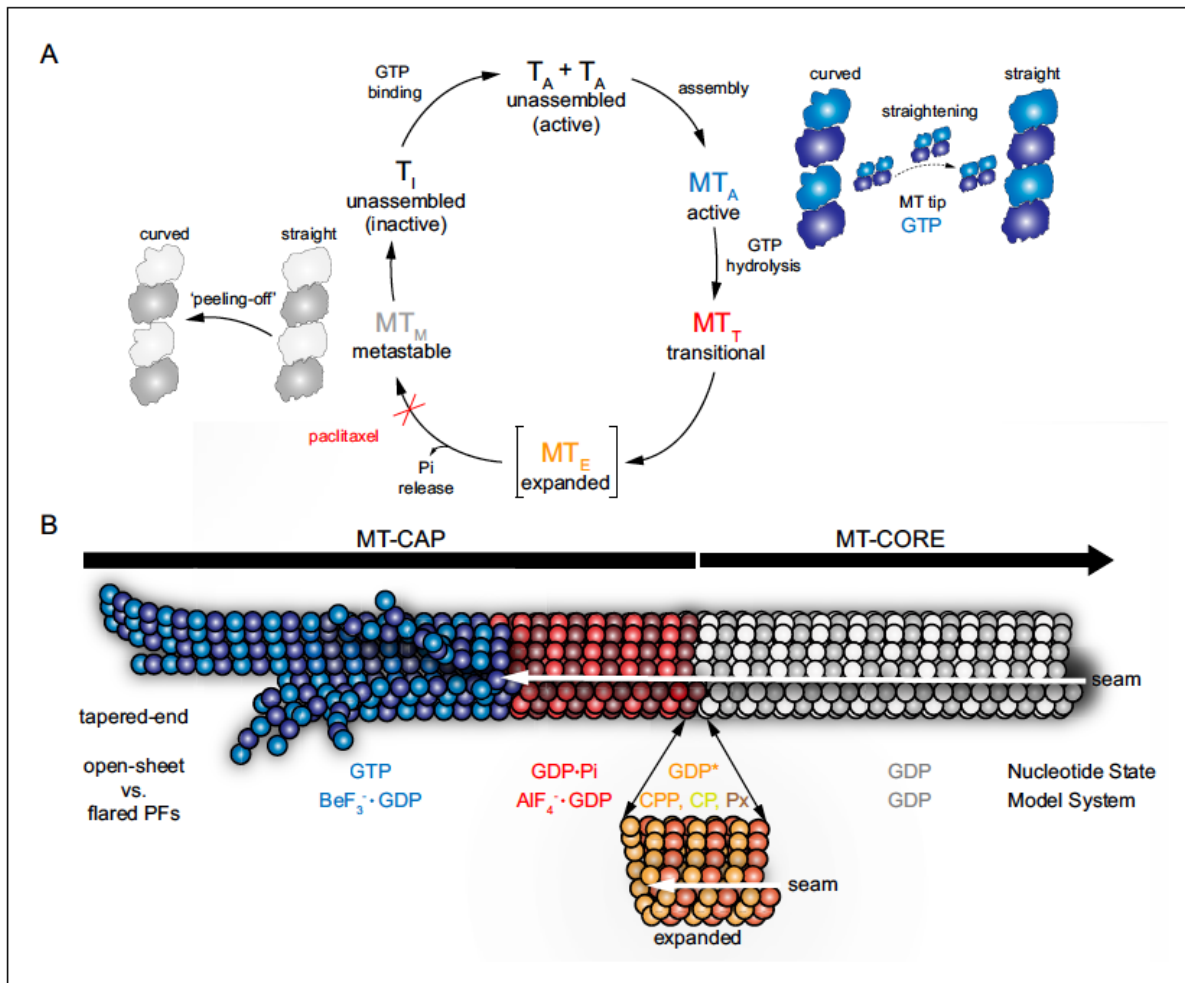 A
GTP
binding
T_A + T_A
unassembled
(active)
assembly
curved
straight
straightening
MT tip
GTP
T_I
unassembled
(inactive)
MT_A
active
GTP
hydrolysis
curved
straight
'peeling-off'
MT_M
metastable
MT_T
transitional
paclitaxel
Pi
release
[MT_E]
[expanded]
B
MT-CAP
MT-CORE
seam
tapered-end
open-sheet
vs.
flared PFs
GTP GDP·Pi GDP* GDP Nucleotide State
BeF₃⁻·GDP AlF₄⁻·GDP CPP, CP, Px GDP Model System
seam
expanded